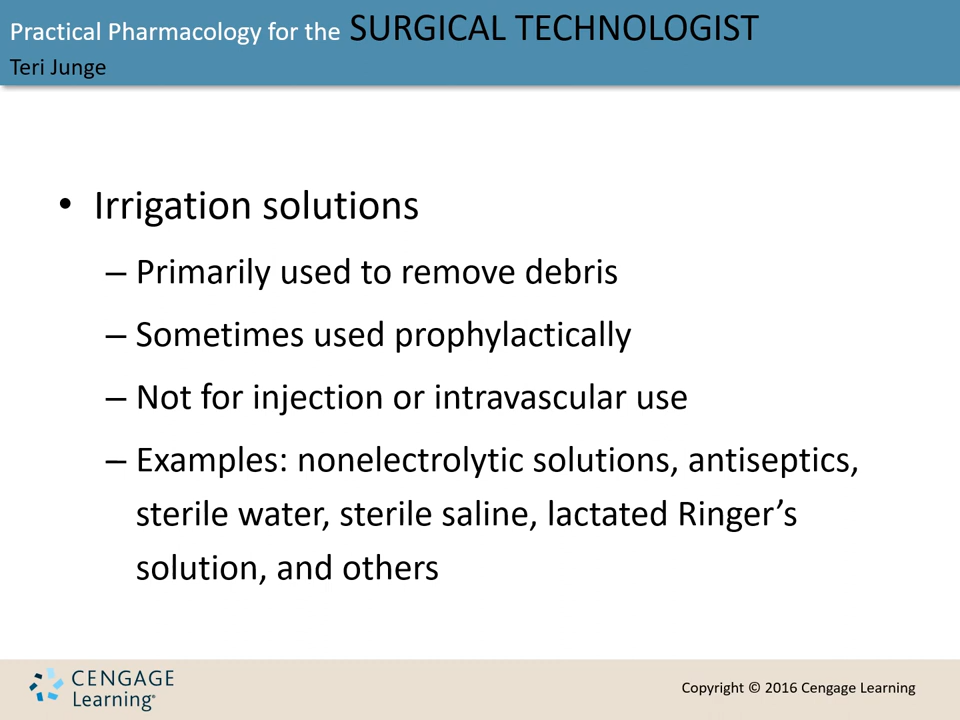 Practical Pharmacology for the SURGICAL TECHNOLOGIST
Teri Junge
• Irrigation solutions
– Primarily used to remove debris
– Sometimes used prophylactically
– Not for injection or intravascular use
– Examples: nonelectrolytic solutions, antiseptics,
sterile water, sterile saline, lactated Ringer’s
solution, and others
CENGAGE
Learning®
Copyright © 2016 Cengage Learning